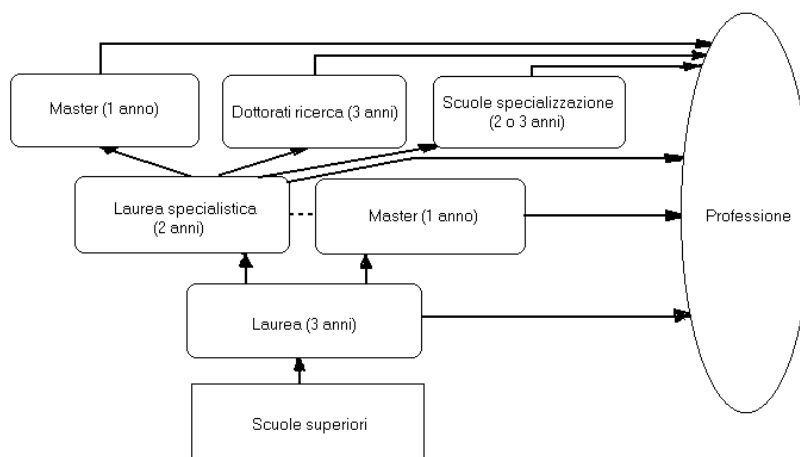 Master (1 anno)
Dottorati ricerca (3 anni)
Scuole specializzazione
(2 o 3 anni)
Laurea specialistica
(2 anni)
Master (1 anno)
Professione
Laurea (3 anni)
Scuole superiori